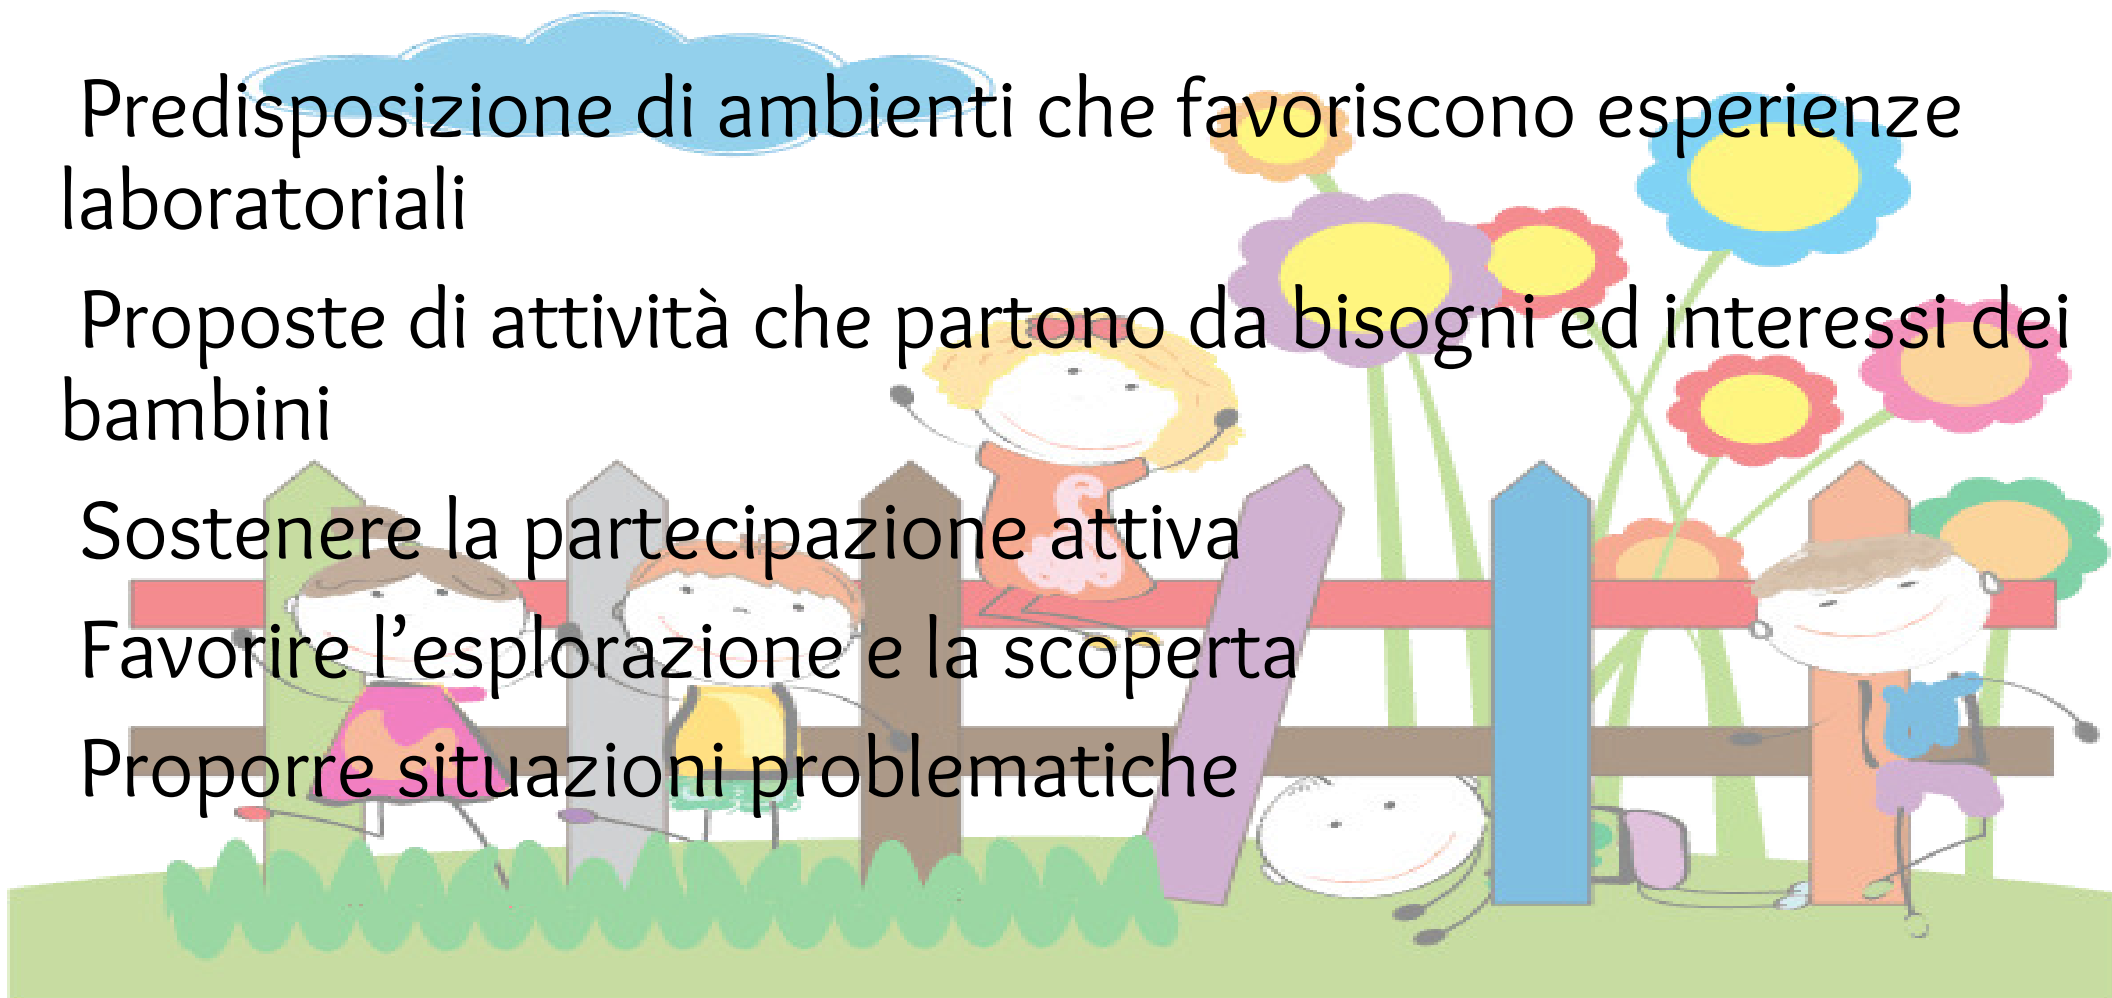 Predisposizione di ambienti che favoriscono esperienze
laboratoriali
Proposte di attività che partono da bisogni ed interessi dei
bambini
Sostenere la partecipazione attiva
Favorire l’esplorazione e la scoperta
Proporre situazioni problematiche